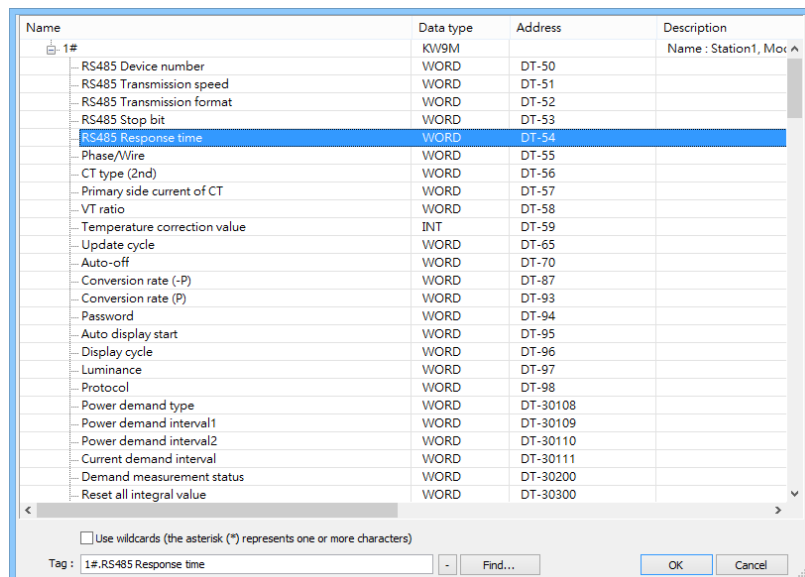 Name Data type Address Description
1# KW9M Name : Station1, Moc
RS485 Device number WORD DT-50
RS485 Transmission speed WORD DT-51
RS485 Transmission format WORD DT-52
RS485 Stop bit WORD DT-53
RS485 Response time WORD DT-54
Phase/Wire WORD DT-55
CT type (2nd) WORD DT-56
Primary side current of CT WORD DT-57
VT ratio WORD DT-58
Temperature correction value INT DT-59
Update cycle WORD DT-65
Auto-off WORD DT-70
Conversion rate (-P) WORD DT-87
Conversion rate (P) WORD DT-93
Password WORD DT-94
Auto display start WORD DT-95
Display cycle WORD DT-96
Luminance WORD DT-97
Protocol WORD DT-98
Power demand type WORD DT-30108
Power demand interval1 WORD DT-30109
Power demand interval2 WORD DT-30110
Current demand interval WORD DT-30111
Demand measurement status WORD DT-30200
Reset all integral value WORD DT-30300
Use wildcards (the asterisk (*) represents one or more characters)
Tag : 1#.RS485 Response time - Find... OK Cancel